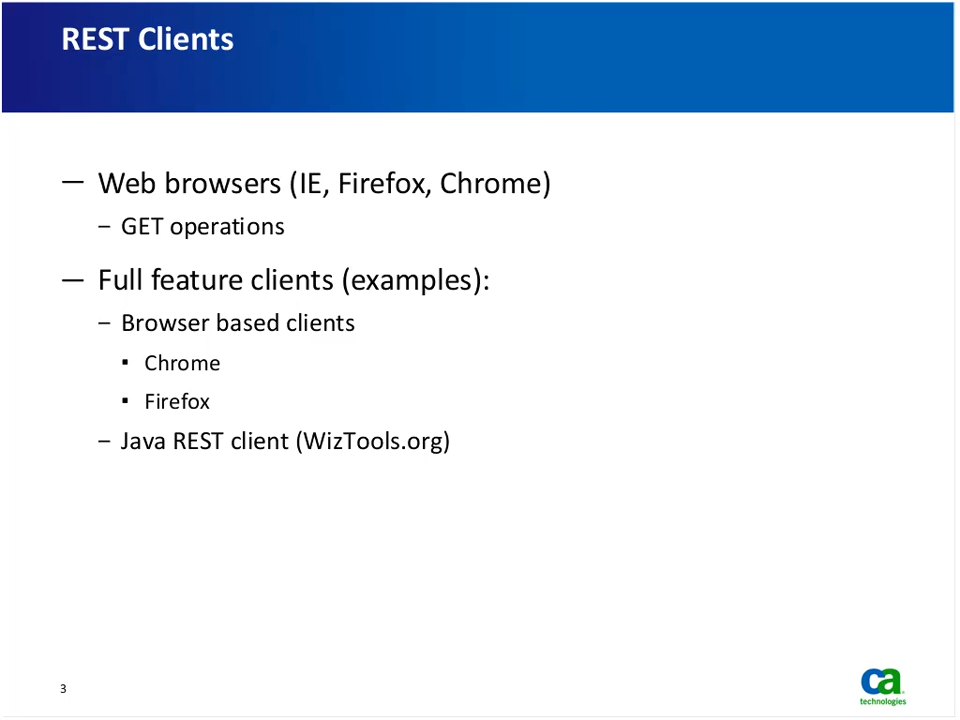 REST Clients
— Web browsers (IE, Firefox, Chrome)
– GET operations
— Full feature clients (examples):
– Browser based clients
▪ Chrome
▪ Firefox
– Java REST client (WizTools.org)
3
ca
technologies